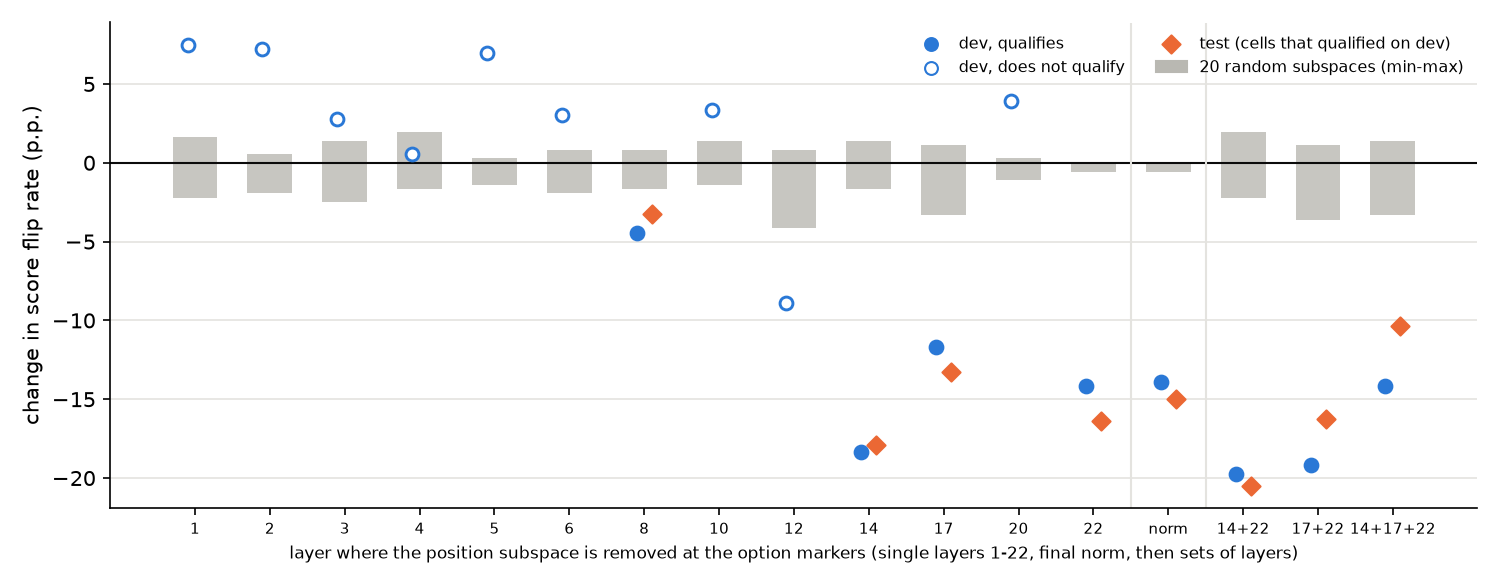 dev, qualifies
dev, does not qualify
test (cells that qualified on dev)
20 random subspaces (min-max)
change in score flip rate (p.p.)
5
0
−5
−10
−15
−20
1 2 3 4 5 6 8 10 12 14 17 20 22 norm 14+22 17+22 14+17+22
layer where the position subspace is removed at the option markers (single layers 1-22, final norm, then sets of layers)